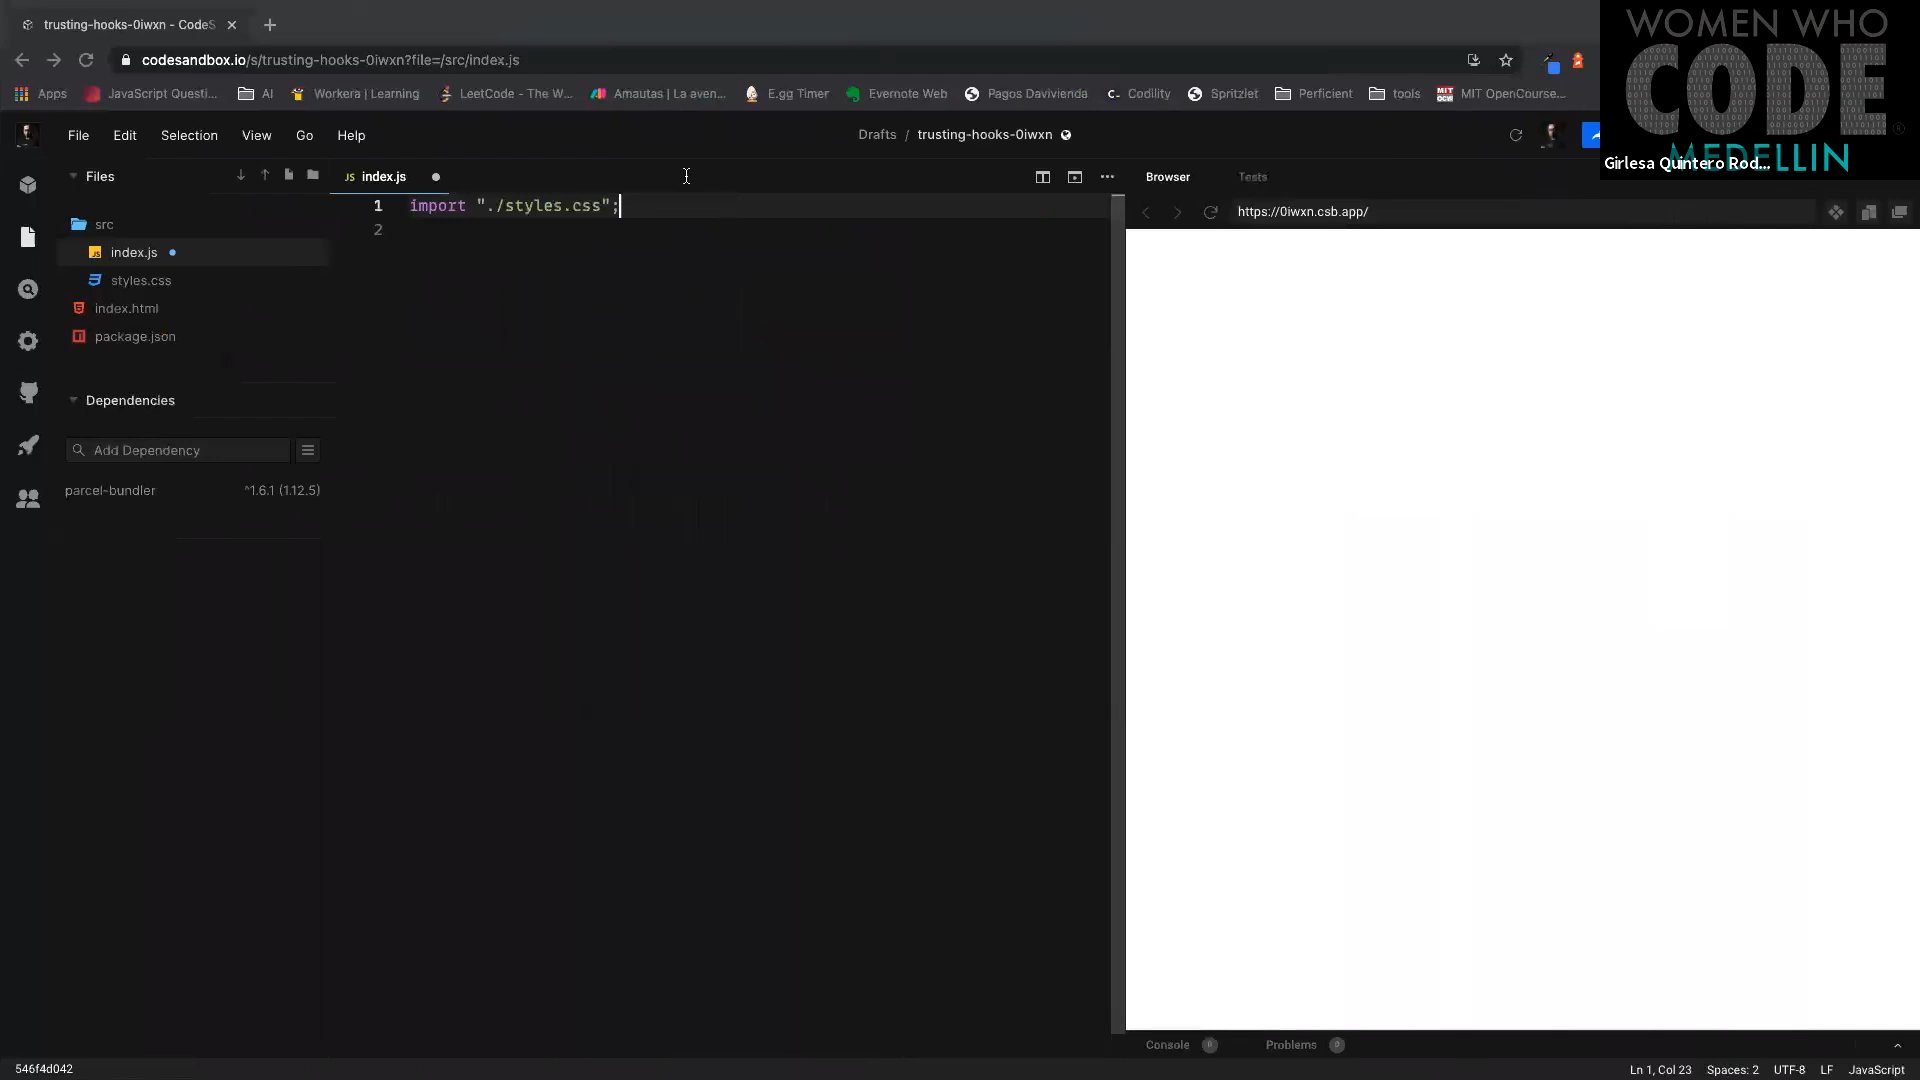 trusting-hooks-0iwxn - CodeS
codesandbox.io/s/trusting-hooks-0iwxn?file=/src/index.js
Apps
JavaScript Questi...
AI
Workera | Learning
LeetCode - The W...
Amautas | La aven...
E.gg Timer
Evernote Web
Pagos Davivienda
Codility
Spritzlet
Perficient
tools
MIT OpenCourse...
WOMEN WHO
CODE
MEDELLIN
Girlesa Quintero Rod...
File Edit Selection View Go Help
Drafts / trusting-hooks-0iwxn
Files
src
index.js
styles.css
index.html
package.json
Dependencies
Add Dependency
parcel-bundler ^1.6.1 (1.12.5)
JS index.js
1 import "./styles.css";
2
Browser Tests
https://0iwxn.csb.app/
Console 0 Problems 0
546f4d042
Ln 1, Col 23 Spaces: 2 UTF-8 LF JavaScript